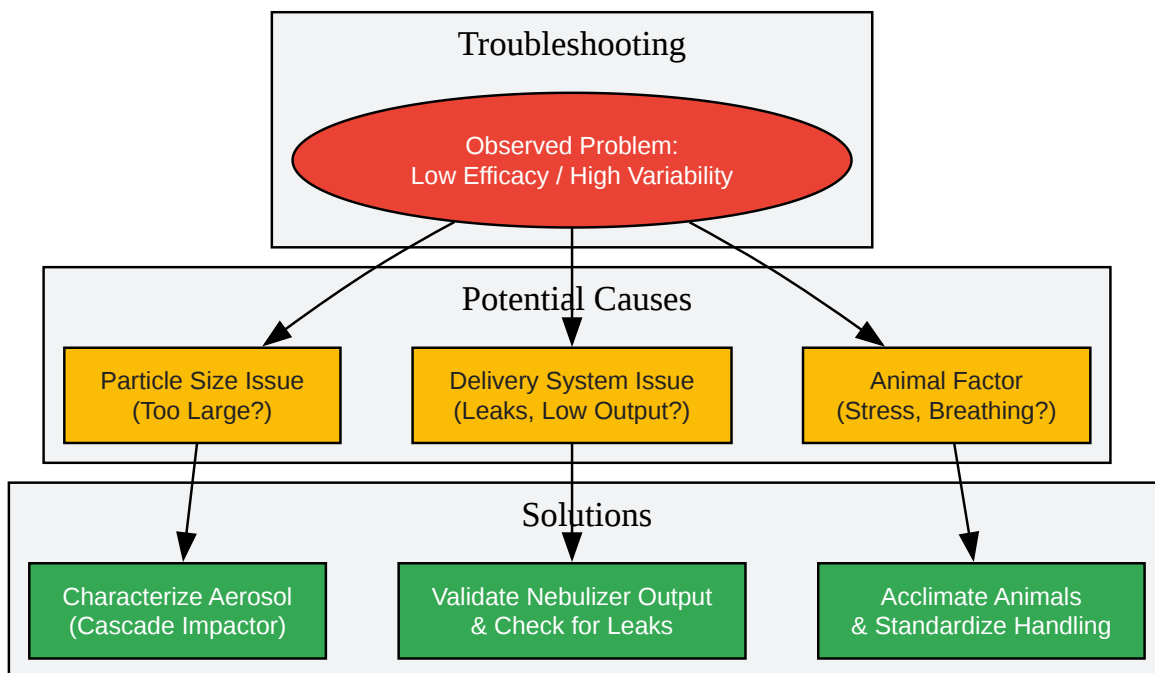 Troubleshooting
Observed Problem:
Low Efficacy / High Variability
Potential Causes
Particle Size Issue
(Too Large?)
Delivery System Issue
(Leaks, Low Output?)
Animal Factor
(Stress, Breathing?)
Solutions
Characterize Aerosol
(Cascade Impactor)
Validate Nebulizer Output
& Check for Leaks
Acclimate Animals
& Standardize Handling